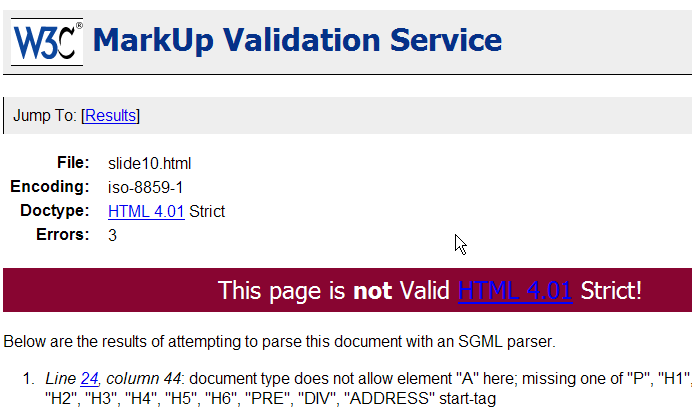 W3C® MarkUp Validation Service
Jump To: [Results]
File: slide10.html
Encoding: iso-8859-1
Doctype: HTML 4.01 Strict
Errors: 3
This page is not Valid HTML 4.01 Strict!
Below are the results of attempting to parse this document with an SGML parser.
1. Line 24, column 44: document type does not allow element "A" here; missing one of "P", "H1",
"H2", "H3", "H4", "H5", "H6", "PRE", "DIV", "ADDRESS" start-tag